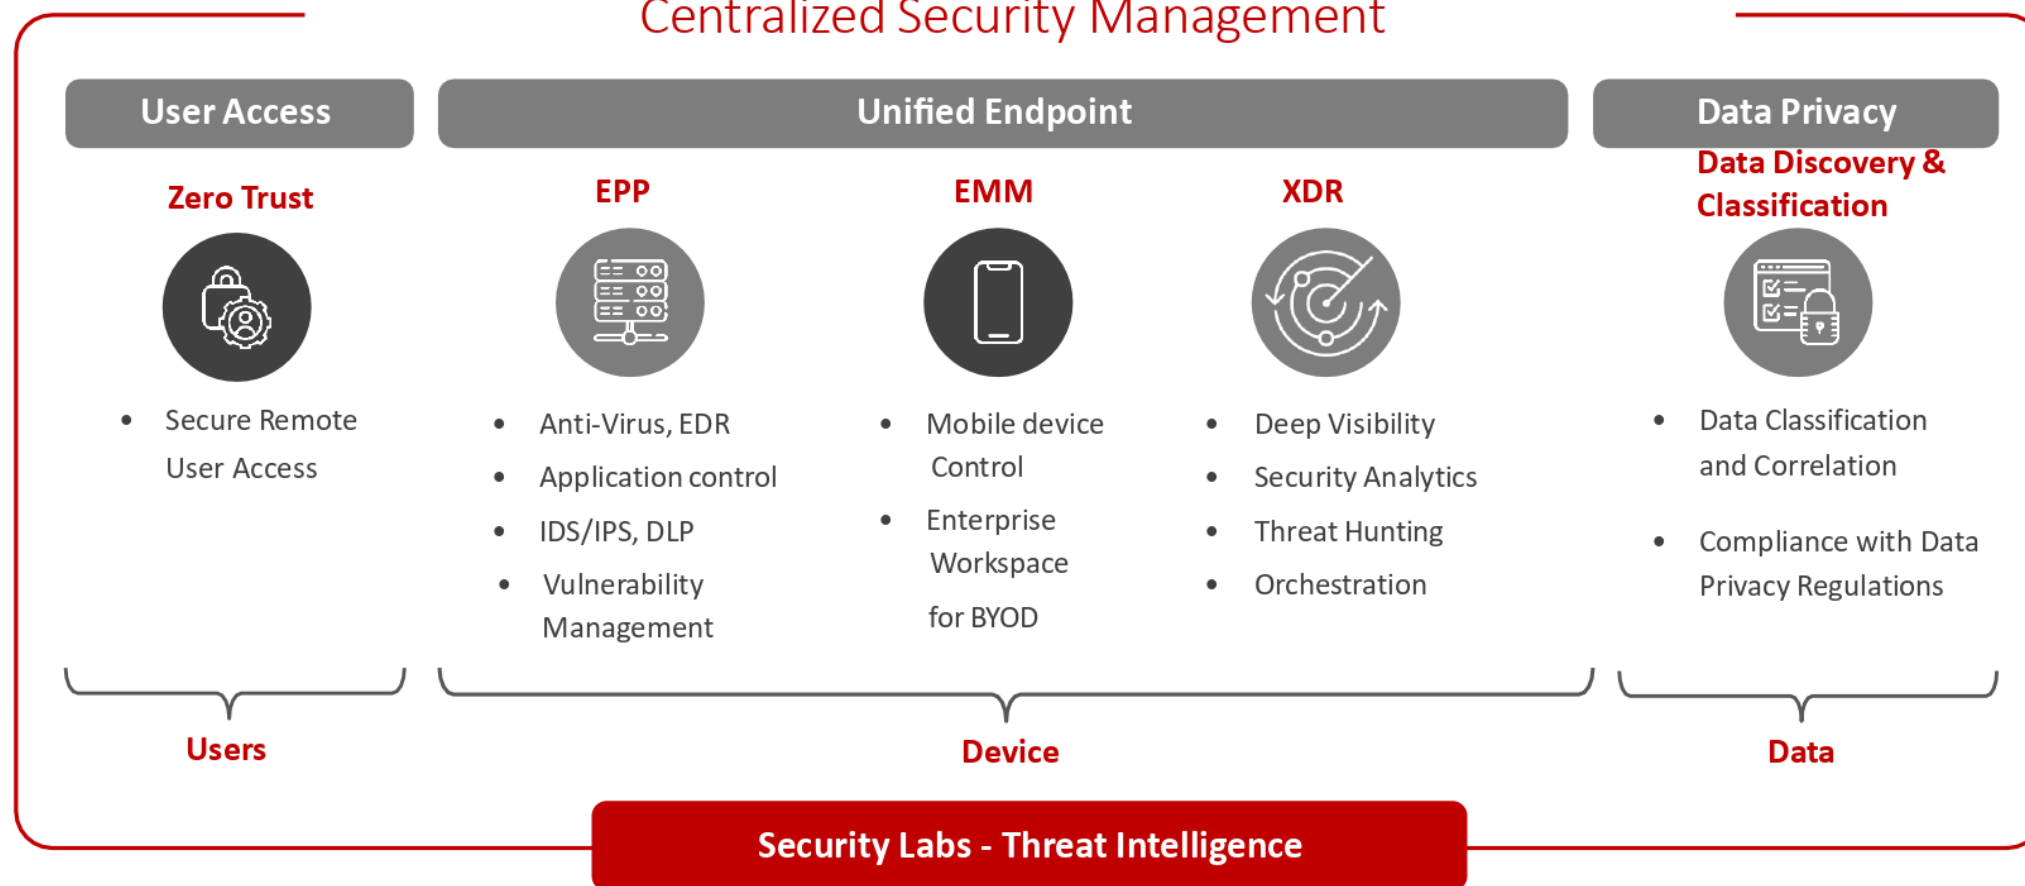 Centralized Security Management
User Access
Unified Endpoint
Data Privacy
Zero Trust
EPP
EMM
XDR
Data Discovery &
Classification
• Secure Remote
User Access
• Anti-Virus, EDR
• Application control
• IDS/IPS, DLP
• Vulnerability
Management
• Mobile device
Control
• Enterprise
Workspace
for BYOD
• Deep Visibility
• Security Analytics
• Threat Hunting
• Orchestration
• Data Classification
and Correlation
• Compliance with Data
Privacy Regulations
Users
Device
Data
Security Labs - Threat Intelligence